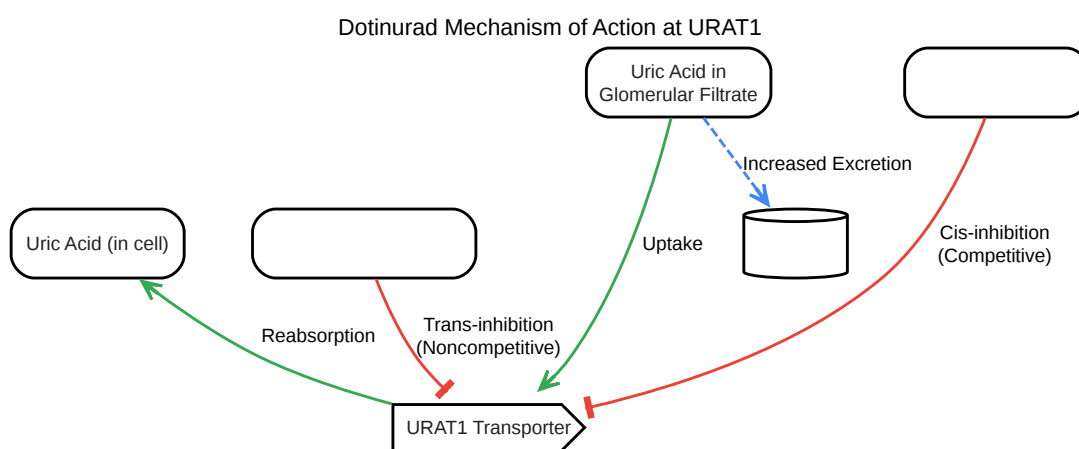 Dotinurad Mechanism of Action at URAT1
Uric Acid in
Glomerular Filtrate
Increased Excretion
Uric Acid (in cell)
Uptake
Cis-inhibition
(Competitive)
Reabsorption
Trans-inhibition
(Noncompetitive)
URAT1 Transporter